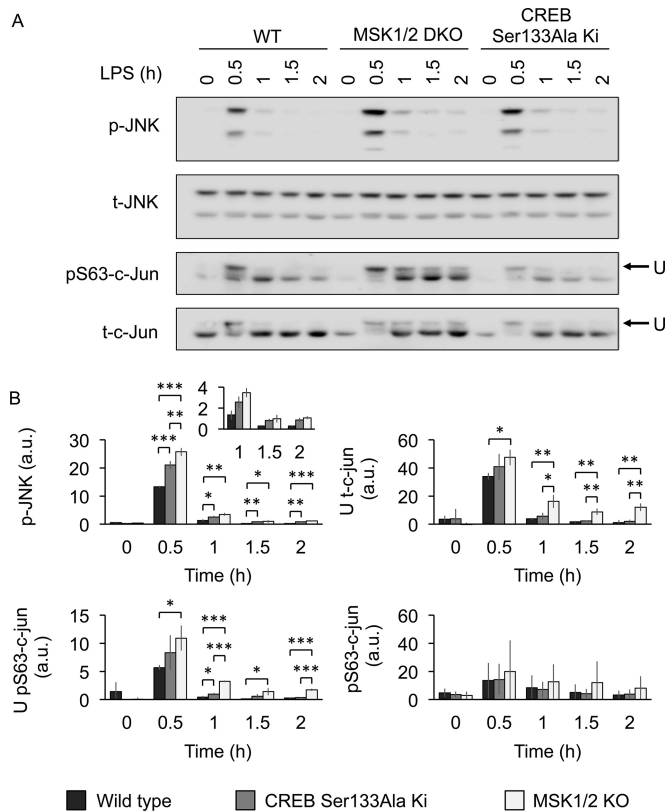 A
WT
MSK1/2 DKO
CREB
Ser133Ala Ki
LPS (h)
0 0.5 1 1.5 2 0 0.5 1 1.5 2 0 0.5 1 1.5 2
p-JNK
t-JNK
pS63-c-Jun
U
t-c-Jun
U
B
p-JNK (a.u.)
30
20
10
0
4
2
0
1 1.5 2
***
**
***
**
*
*
**
***
**
0 0.5 1 1.5 2
Time (h)
U t-c-jun
(a.u.)
60
40
20
0
*
**
*
**
**
**
**
0 0.5 1 1.5 2
Time (h)
U pS63-c-jun
(a.u.)
15
10
5
0
*
***
***
*
*
***
***
0 0.5 1 1.5 2
Time (h)
pS63-c-jun
(a.u.)
60
40
20
0
0 0.5 1 1.5 2
Time (h)
Wild type
CREB Ser133Ala Ki
MSK1/2 KO